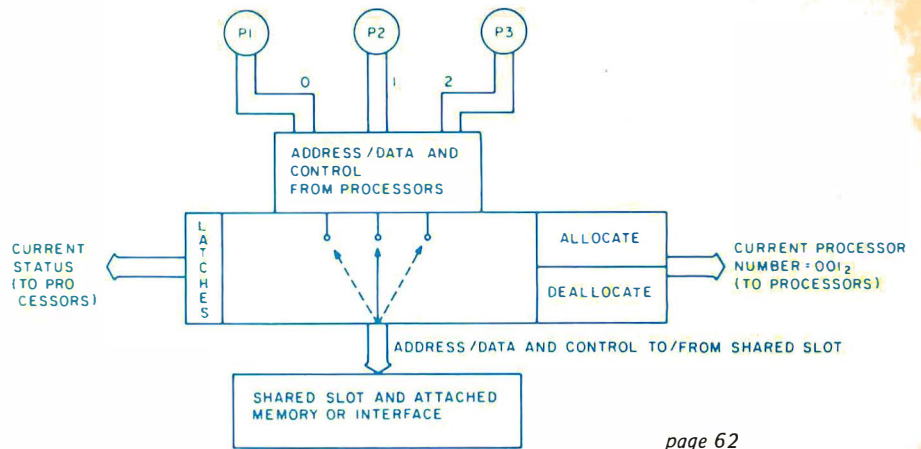 P1
P2
P3
0
1
2
ADDRESS/DATA AND
CONTROL
FROM PROCESSORS
LATCHES
ALLOCATE
DEALLOCATE
CURRENT
STATUS
(TO PRO
CESSORS)
CURRENT PROCESSOR
NUMBER=001₂
(TO PROCESSORS)
ADDRESS/DATA AND CONTROL TO/FROM SHARED SLOT
SHARED SLOT AND ATTACHED
MEMORY OR INTERFACE
page 62